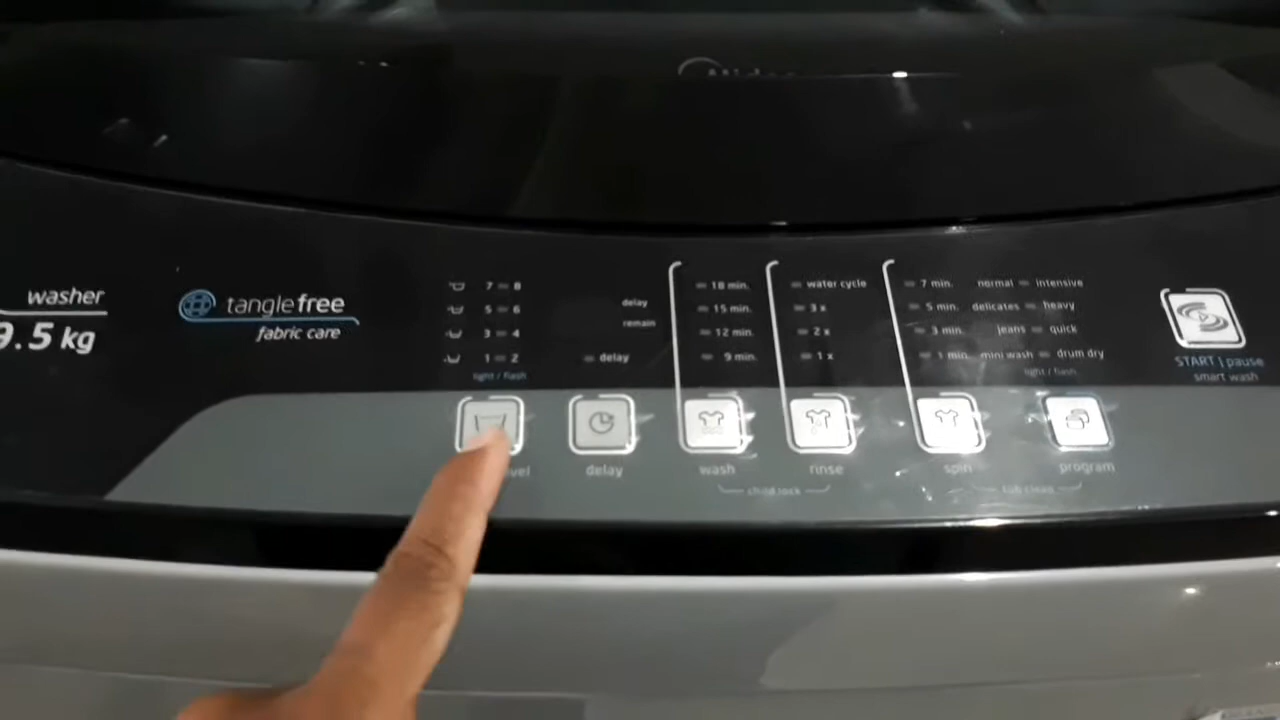 washer
9.5 kg
tanglefree
fabric care
7 8
5 6
3 4
1 2
light / flash
delay
remain
delay
18 min.
15 min.
12 min.
9 min.
water cycle
3 x
2 x
1 x
7 min.
5 min.
3 min.
1 min.
normal intensive
delicates heavy
jeans quick
mini wash drum dry
light / flash
START | pause
smart wash
delay
wash
rinse
spin
program
child lock
tub clean